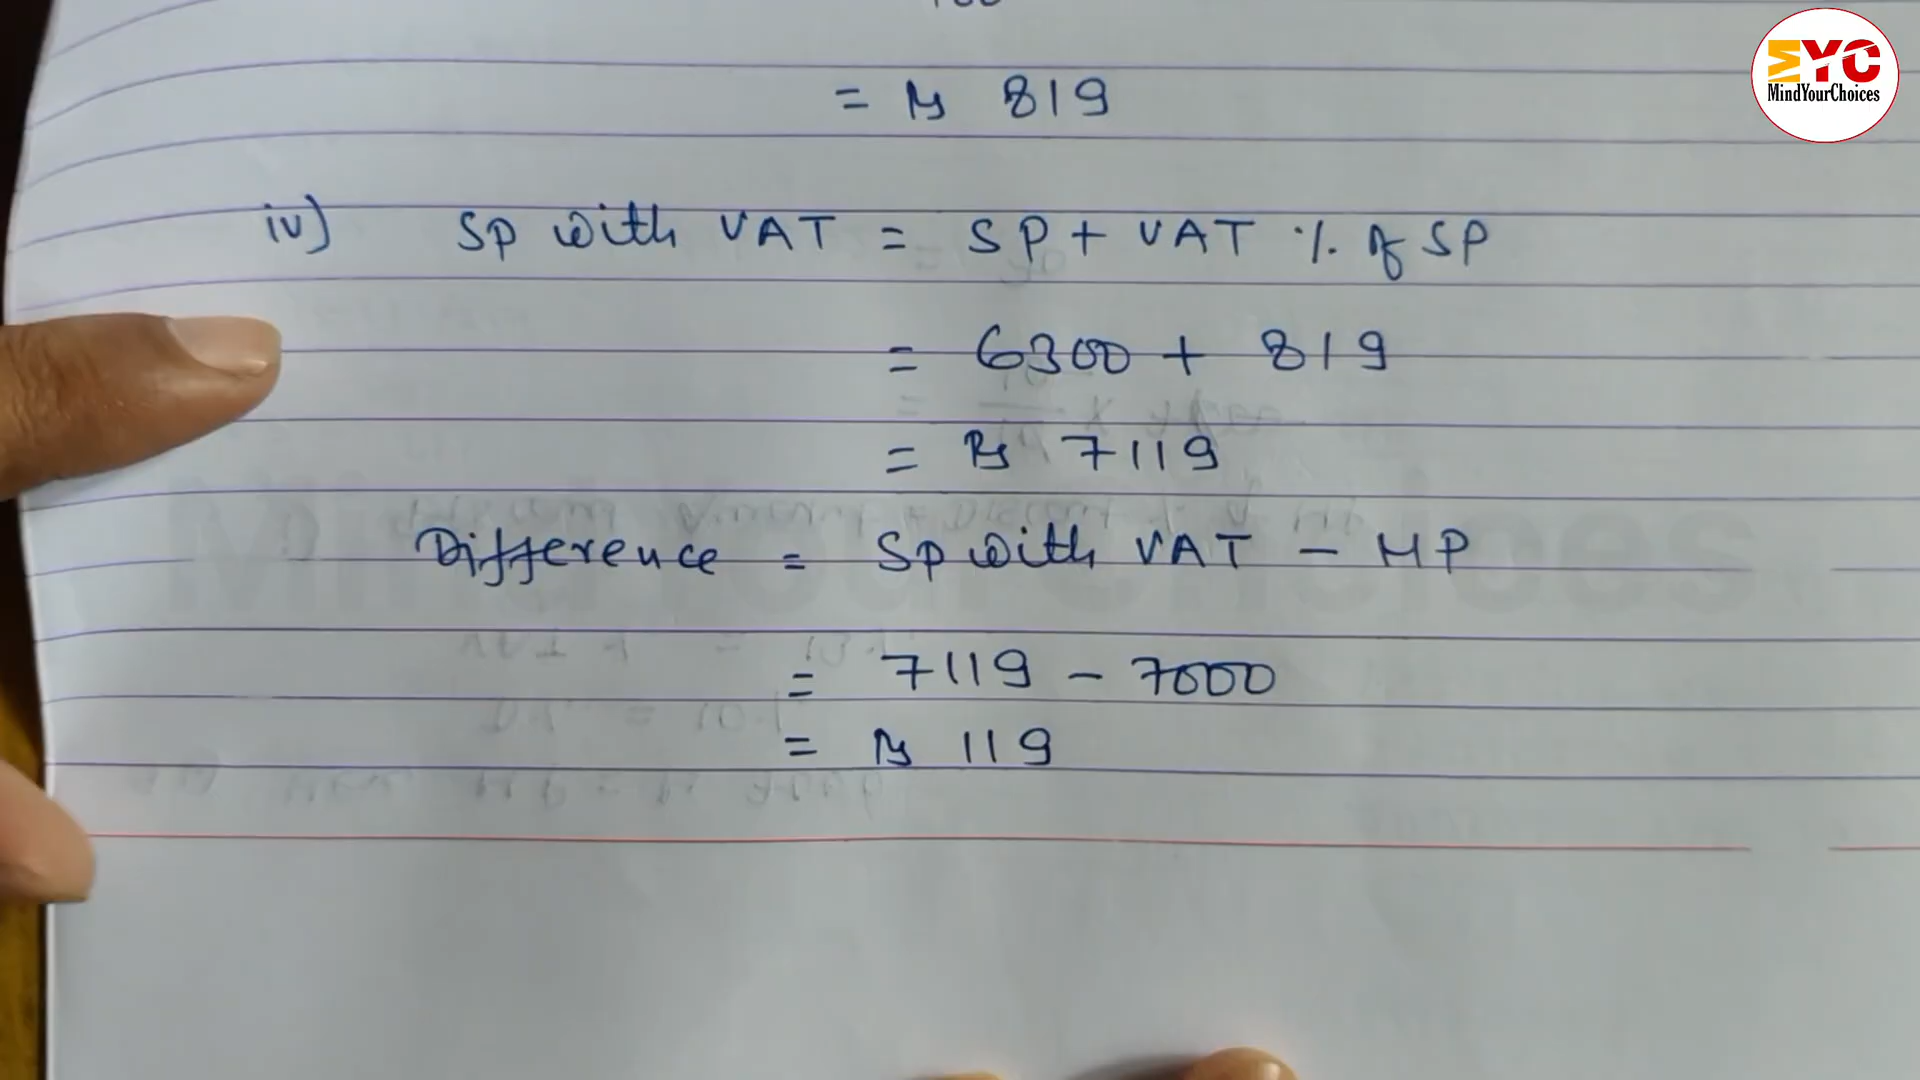 MYC
MindYourChoices
= Rs 819
iv) SP with VAT = SP + VAT % of SP
= 6300 + 819
= Rs 7119
Difference = SP with VAT - MP
= 7119 - 7000
= Rs 119